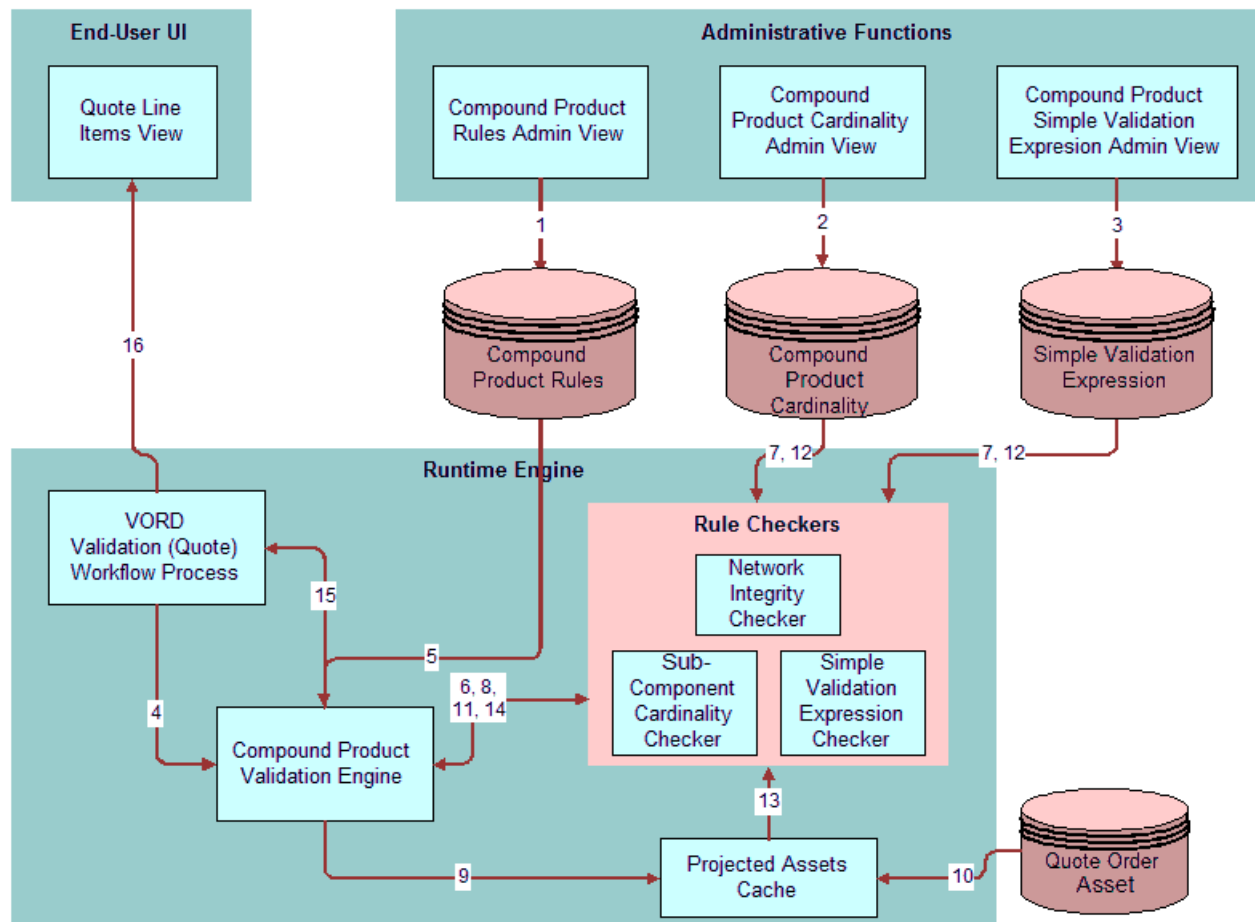 End-User UI
Administrative Functions
Quote Line
Items View
Compound Product
Rules Admin View
Compound
Product Cardinality
Admin View
Compound Product
Simple Validation
Expresion Admin View
1
2
3
16
Compound
Product Rules
Compound
Product
Cardinality
Simple Validation
Expression
7, 12
7, 12
Runtime Engine
VORD
Validation (Quote)
Workflow Process
Rule Checkers
Network
Integrity
Checker
15
5
Sub-
Component
Cardinality
Checker
Simple
Validation
Expression
Checker
6, 8,
11, 14
4
Compound Product
Validation Engine
13
9
Projected Assets
Cache
10
Quote Order
Asset